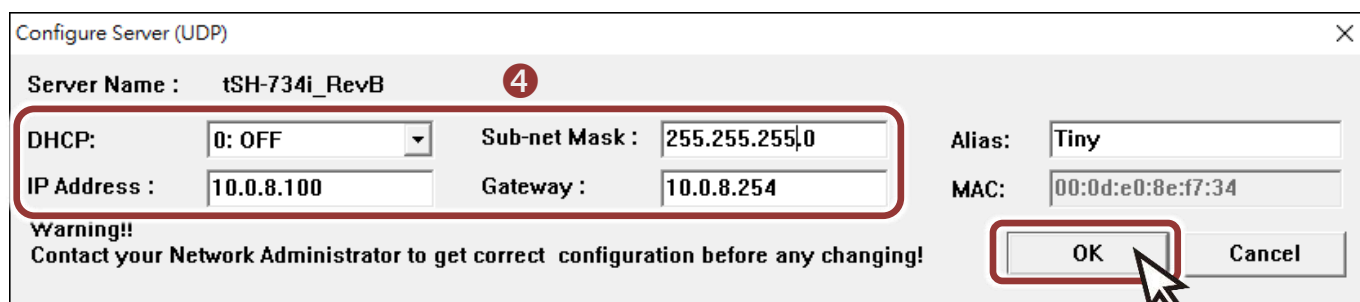 Configure Server (UDP)
Server Name : tSH-734i_RevB 4
DHCP: 0: OFF Sub-net Mask : 255.255.255.0 Alias: Tiny
IP Address : 10.0.8.100 Gateway : 10.0.8.254 MAC: 00:0d:e0:8e:f7:34
Warning!!
Contact your Network Administrator to get correct configuration before any changing! OK Cancel